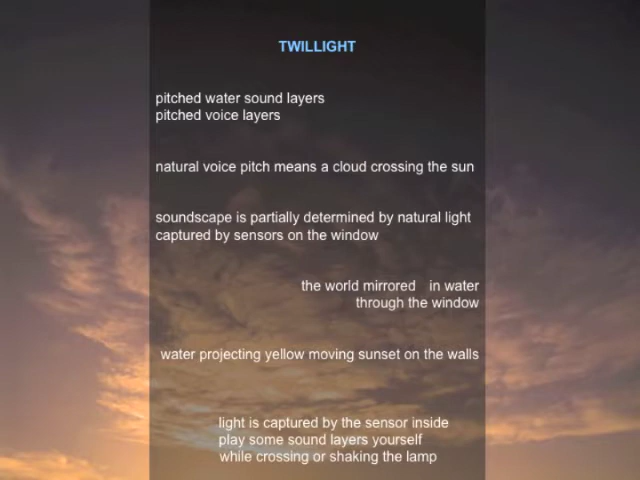 TWILLIGHT
pitched water sound layers
pitched voice layers
natural voice pitch means a cloud crossing the sun
soundscape is partially determined by natural light
captured by sensors on the window
the world mirrored in water
through the window
water projecting yellow moving sunset on the walls
light is captured by the sensor inside
play some sound layers yourself
while crossing or shaking the lamp